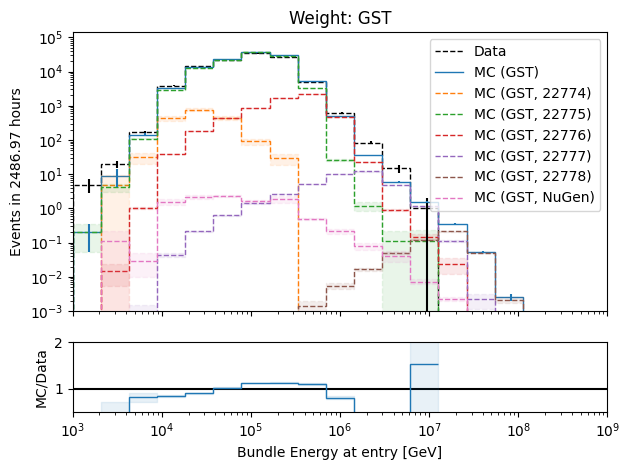 Weight: GST
Events in 2486.97 hours
10⁵
10⁴
10³
10²
10¹
10⁰
10⁻¹
10⁻²
10⁻³
Data
MC (GST)
MC (GST, 22774)
MC (GST, 22775)
MC (GST, 22776)
MC (GST, 22777)
MC (GST, 22778)
MC (GST, NuGen)
MC/Data
2
1
10³ 10⁴ 10⁵ 10⁶ 10⁷ 10⁸ 10⁹
Bundle Energy at entry [GeV]